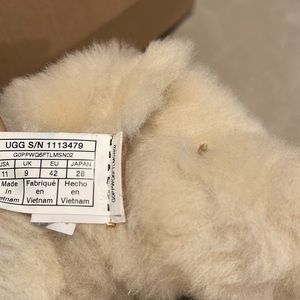 UGG S/N 1113479
G0PPWQ6FTLMSN02
USA UK EU JAPAN
11 9 42 28
Made in Vietnam
Fabriqué en Vietnam
Hecho en Vietnam